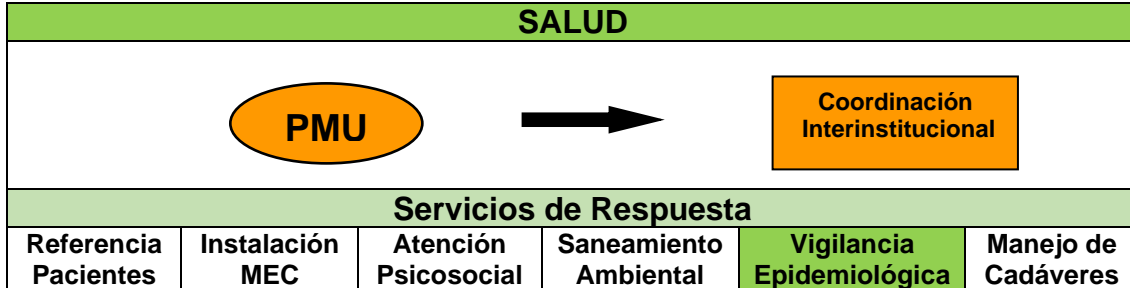 SALUD
PMU
Coordinación
Interinstitucional
Servicios de Respuesta
Referencia
Pacientes
Instalación
MEC
Atención
Psicosocial
Saneamiento
Ambiental
Vigilancia
Epidemiológica
Manejo de
Cadáveres